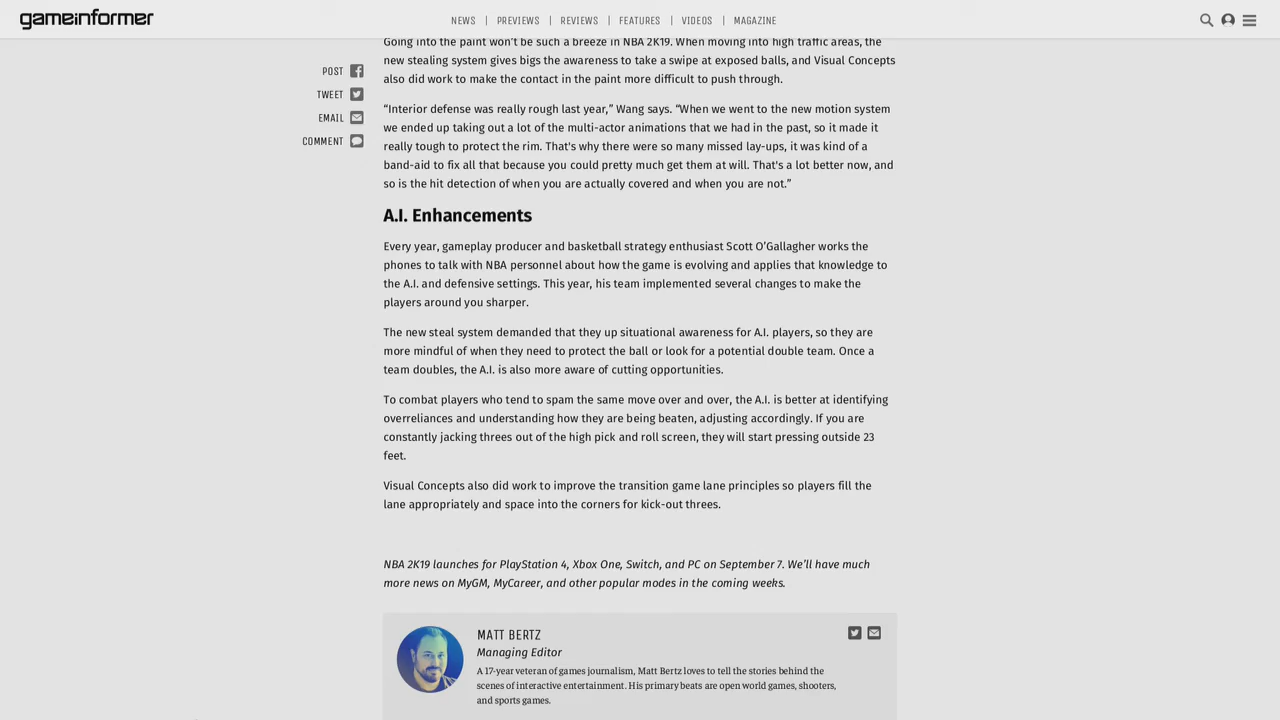 gameinformer
NEWS | PREVIEWS | REVIEWS | FEATURES | VIDEOS | MAGAZINE
POST
TWEET
EMAIL
COMMENT
Going into the paint won't be such a breeze in NBA 2K19. When moving into high traffic areas, the
new stealing system gives bigs the awareness to take a swipe at exposed balls, and Visual Concepts
also did work to make the contact in the paint more difficult to push through.
“Interior defense was really rough last year,” Wang says. “When we went to the new motion system
we ended up taking out a lot of the multi-actor animations that we had in the past, so it made it
really tough to protect the rim. That's why there were so many missed lay-ups, it was kind of a
band-aid to fix all that because you could pretty much get them at will. That's a lot better now, and
so is the hit detection of when you are actually covered and when you are not.”
A.I. Enhancements
Every year, gameplay producer and basketball strategy enthusiast Scott O’Gallagher works the
phones to talk with NBA personnel about how the game is evolving and applies that knowledge to
the A.I. and defensive settings. This year, his team implemented several changes to make the
players around you sharper.
The new steal system demanded that they up situational awareness for A.I. players, so they are
more mindful of when they need to protect the ball or look for a potential double team. Once a
team doubles, the A.I. is also more aware of cutting opportunities.
To combat players who tend to spam the same move over and over, the A.I. is better at identifying
overreliances and understanding how they are being beaten, adjusting accordingly. If you are
constantly jacking threes out of the high pick and roll screen, they will start pressing outside 23
feet.
Visual Concepts also did work to improve the transition game lane principles so players fill the
lane appropriately and space into the corners for kick-out threes.
NBA 2K19 launches for PlayStation 4, Xbox One, Switch, and PC on September 7. We’ll have much
more news on MyGM, MyCareer, and other popular modes in the coming weeks.
MATT BERTZ
Managing Editor
A 17-year veteran of games journalism, Matt Bertz loves to tell the stories behind the
scenes of interactive entertainment. His primary beats are open world games, shooters,
and sports games.